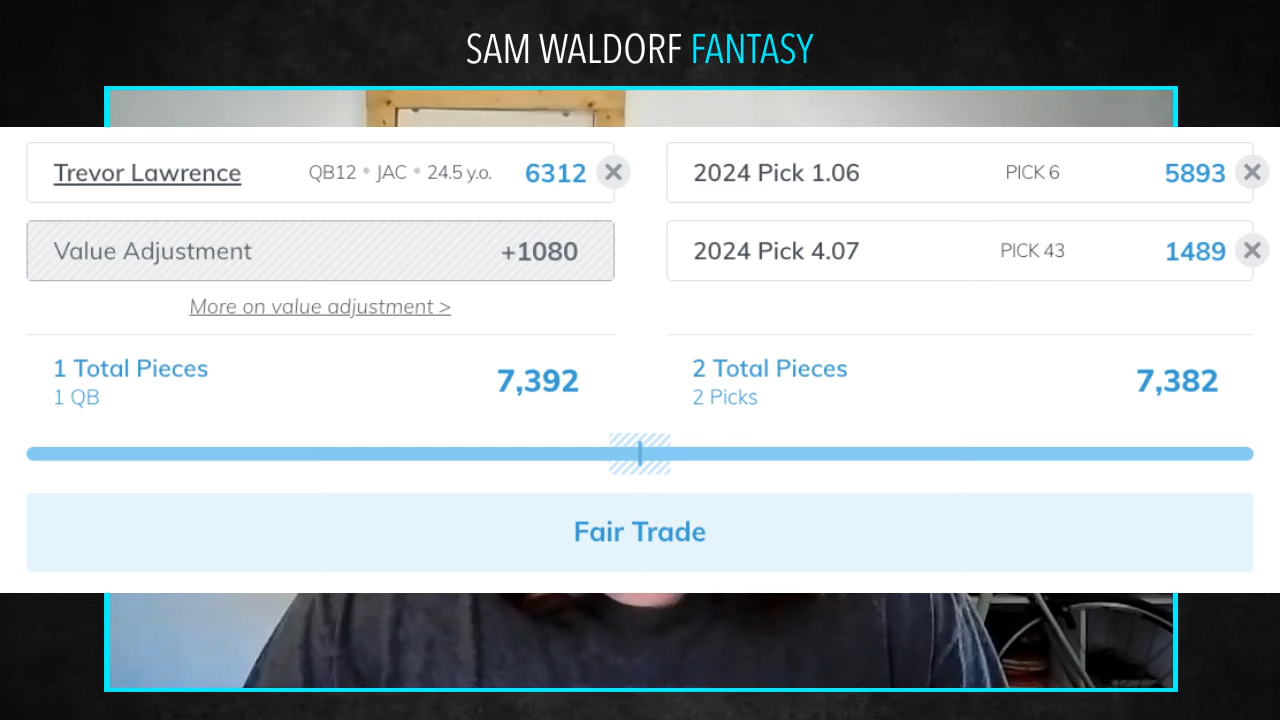 SAM WALDORF FANTASY
Trevor Lawrence QB12 • JAC • 24.5 y.o. 6312
Value Adjustment +1080
More on value adjustment >
1 Total Pieces
1 QB
7,392
2024 Pick 1.06 PICK 6 5893
2024 Pick 4.07 PICK 43 1489
2 Total Pieces
2 Picks
7,382
Fair Trade